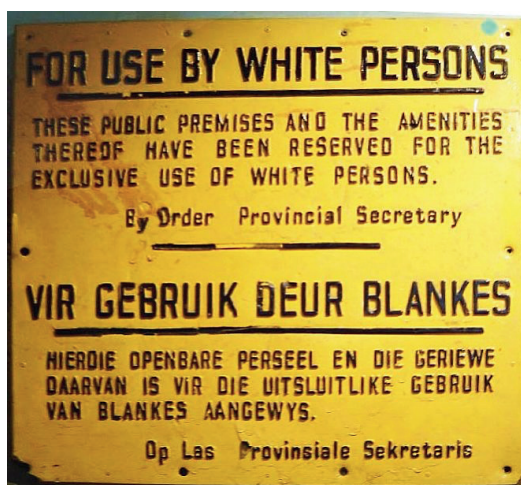 FOR USE BY WHITE PERSONS
THESE PUBLIC PREMISES AND THE AMENITIES
THEREOF HAVE BEEN RESERVED FOR THE
EXCLUSIVE USE OF WHITE PERSONS.
By Order Provincial Secretary
VIR GEBRUIK DEUR BLANKES
HIERDIE OPENBARE PERSEEL EN DIE GERIEWE
DAARVAN IS VIR DIE UITSLUITLIKE GEBRUIK
VAN BLANKES AANGEWYS.
Op Las Provinsiale Sekretaris